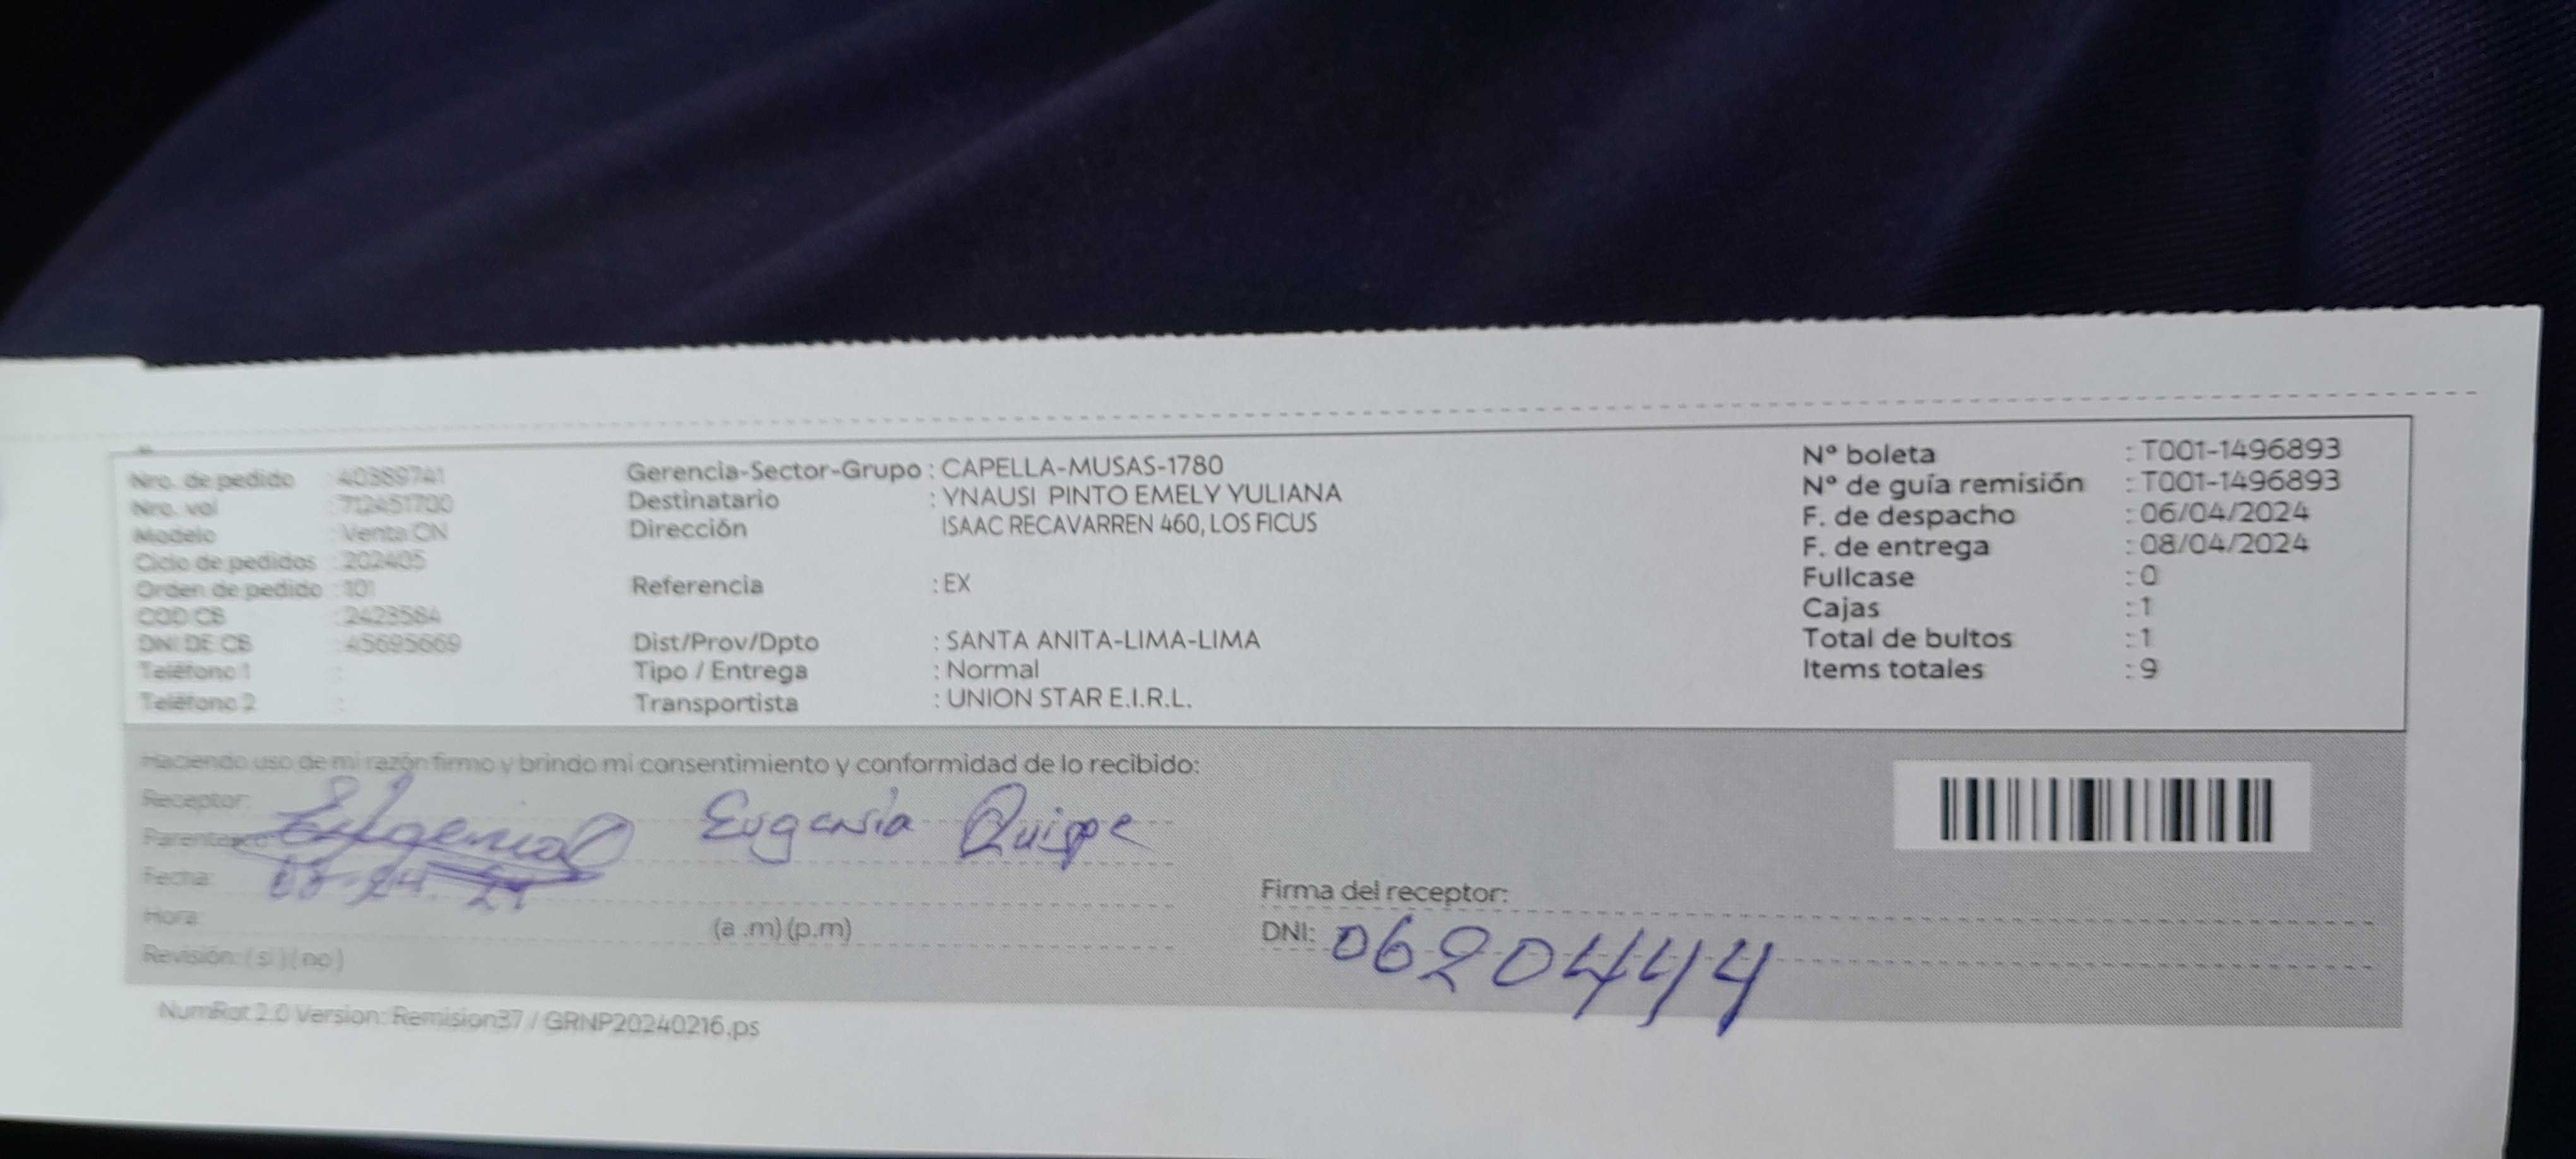 Nro. de pedido : 40389741
Nro. vol : 712451700
Modelo : Venta CN
Ciclo de pedidos : 202405
Orden de pedido : 101
COD CB : 2423584
DNI DE CB : 45695669
Teléfono 1 :
Teléfono 2 :
Gerencia-Sector-Grupo : CAPELLA-MUSAS-1780
Destinatario : YNAUSI PINTO EMELY YULIANA
Dirección ISAAC RECAVARREN 460, LOS FICUS
Referencia : EX
Dist/Prov/Dpto : SANTA ANITA-LIMA-LIMA
Tipo / Entrega : Normal
Transportista : UNION STAR E.I.R.L.
Nº boleta : T001-1496893
Nº de guía remisión : T001-1496893
F. de despacho : 06/04/2024
F. de entrega : 08/04/2024
Fullcase : 0
Cajas : 1
Total de bultos : 1
Items totales : 9
Haciendo uso de mi razón firmo y brindo mi consentimiento y conformidad de lo recibido:
Receptor: Eugenia Quispe
Parentesco
Fecha:
Hora: (a .m) (p.m)
Revisión: ( si ) ( no )
Firma del receptor:
DNI: 06204444
NumRot 2.0 Version: Remision37 / GRNP20240216.ps